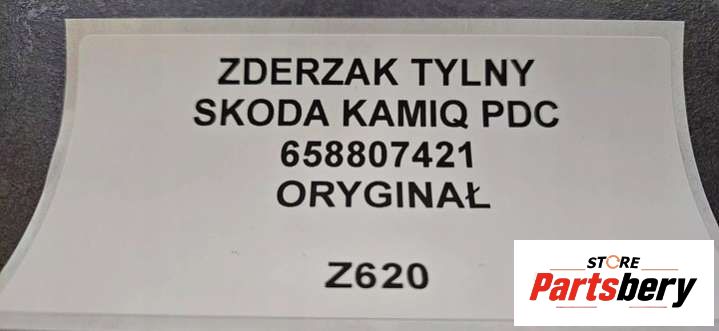 ZDERZAK TYLNY
SKODA KAMIQ PDC
658807421
ORYGINAŁ
Z620
STORE
Partsbery